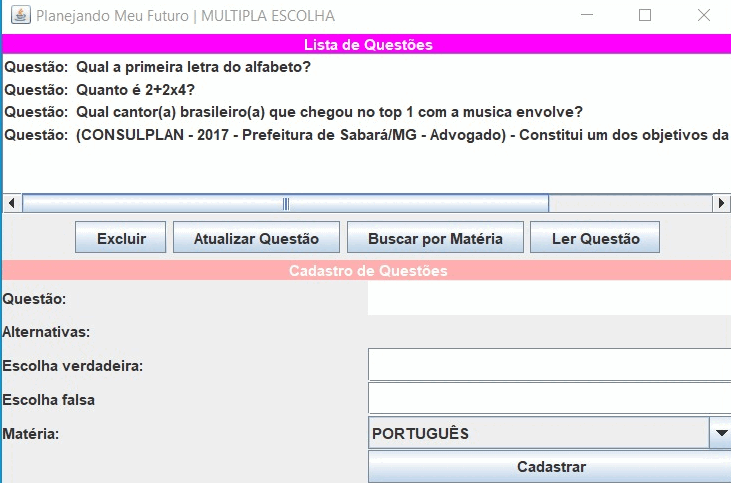 Planejando Meu Futuro | MULTIPLA ESCOLHA
Lista de Questões
Questão: Qual a primeira letra do alfabeto?
Questão: Quanto é 2+2x4?
Questão: Qual cantor(a) brasileiro(a) que chegou no top 1 com a musica envolve?
Questão: (CONSULPLAN - 2017 - Prefeitura de Sabará/MG - Advogado) - Constitui um dos objetivos da
Excluir Atualizar Questão Buscar por Matéria Ler Questão
Cadastro de Questões
Questão:
Alternativas:
Escolha verdadeira:
Escolha falsa
Matéria: PORTUGUÊS
Cadastrar